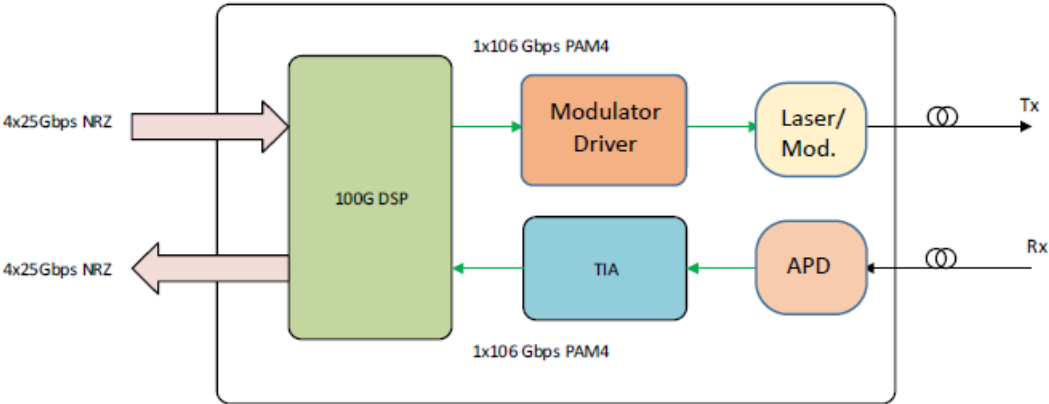 1x106 Gbps PAM4
4x25Gbps NRZ
Modulator
Driver
Laser/
Mod.
Tx
100G DSP
4x25Gbps NRZ
TIA
APD
Rx
1x106 Gbps PAM4